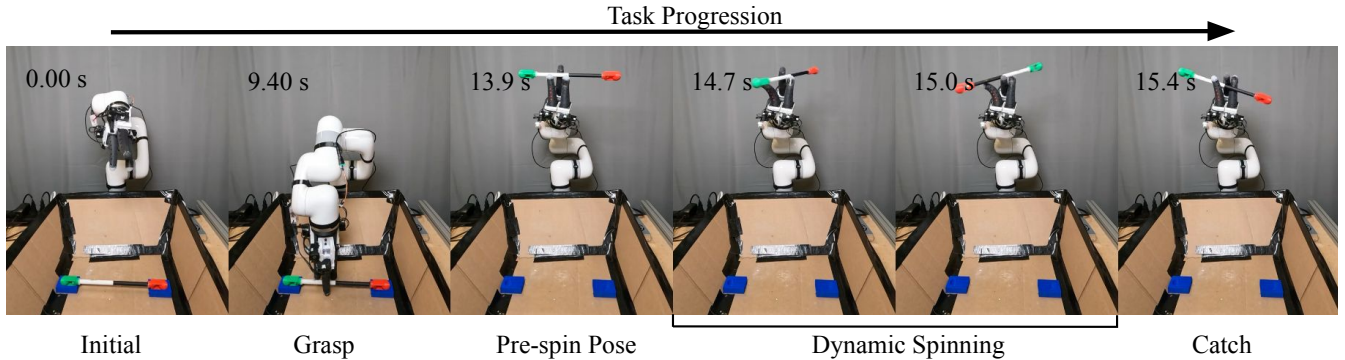 Task Progression
0.00 s
9.40 s
13.9 s
14.7 s
15.0 s
15.4 s
Initial
Grasp
Pre-spin Pose
Dynamic Spinning
Catch